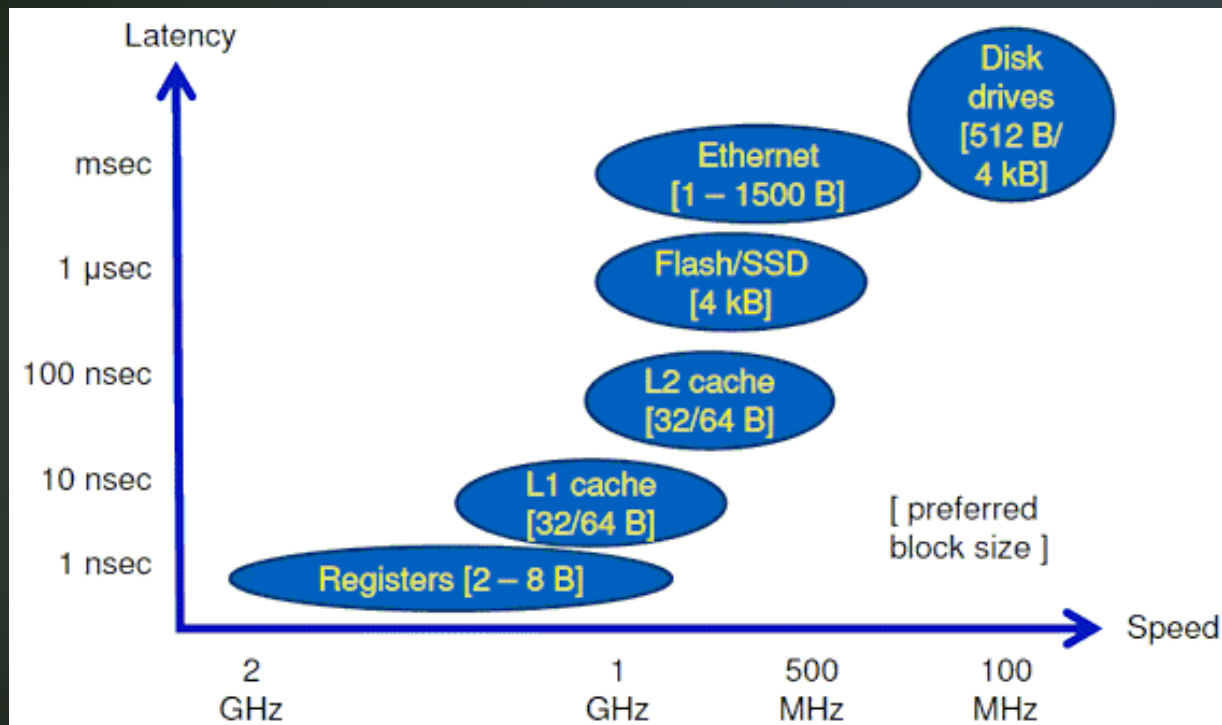 Latency
Disk
drives
[512 B/
4 kB]
msec
Ethernet
[1 – 1500 B]
1 μsec
Flash/SSD
[4 kB]
100 nsec
L2 cache
[32/64 B]
10 nsec
L1 cache
[32/64 B]
[ preferred
block size ]
1 nsec
Registers [2 – 8 B]
Speed
2
GHz
1
GHz
500
MHz
100
MHz